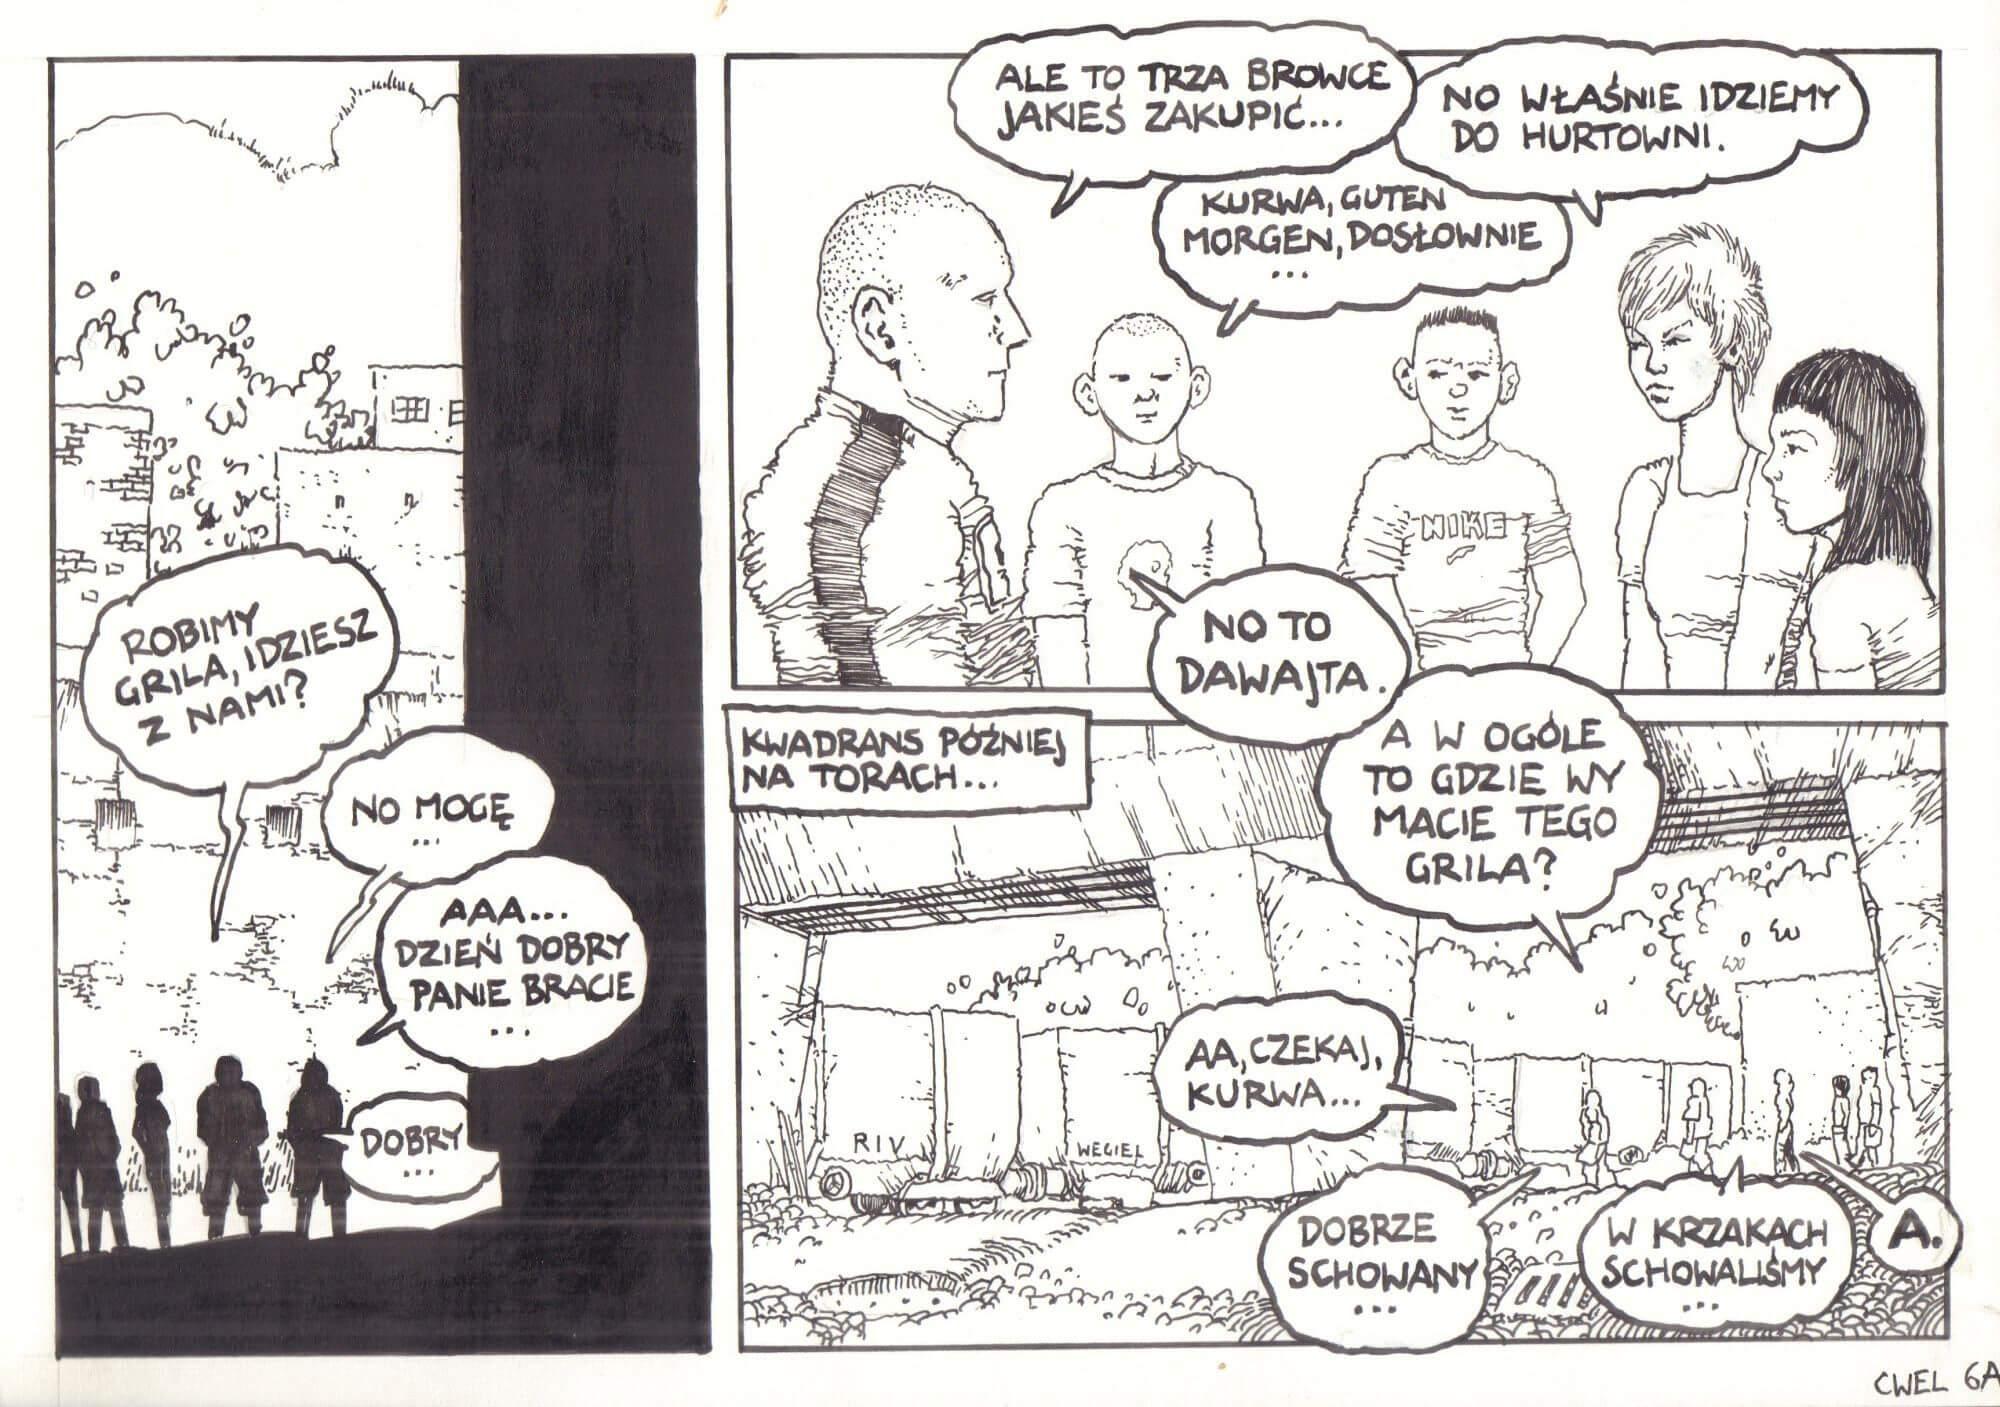 ROBIMY
GRILA, IDZIESZ
Z NAMI?
NO MOGĘ
...
AAA...
DZIEŃ DOBRY
PANIE BRACIE
...
DOBRY
...
ALE TO TRZA BROWCE
JAKIEŚ ZAKUPIĆ...
NO WŁAŚNIE IDZIEMY
DO HURTOWNI.
KURWA, GUTEN
MORGEN, DOSŁOWNIE
...
NIKE
NO TO
DAWAJTA.
KWADRANS PÓŹNIEJ
NA TORACH...
A W OGÓLE
TO GDZIE WY
MACIE TEGO
GRILA?
AA, CZEKAJ,
KURWA...
RIV
WĘGIEL
DOBRZE
SCHOWANY
...
W KRZAKACH
SCHOWALIŚMY
...
A.
CWEL 6A